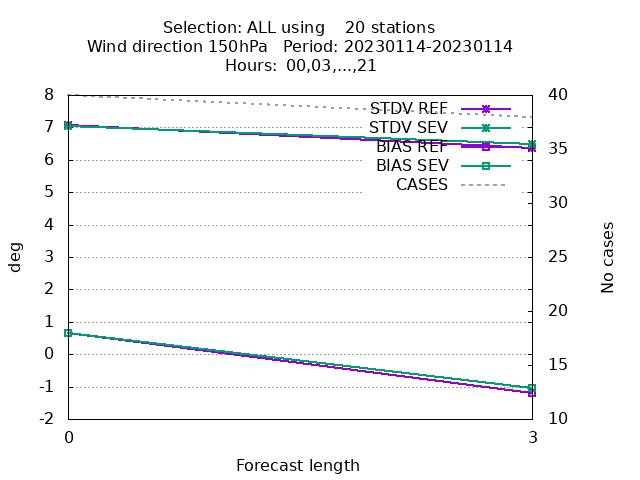 Selection: ALL using    20 stations
Wind direction 150hPa   Period: 20230114-20230114
Hours: 00,03,...,21
8
7
6
5
4
3
2
1
0
-1
-2
deg
40
35
30
25
20
15
10
No cases
STDV REF
STDV SEV
BIAS REF
BIAS SEV
CASES
0
3
Forecast length